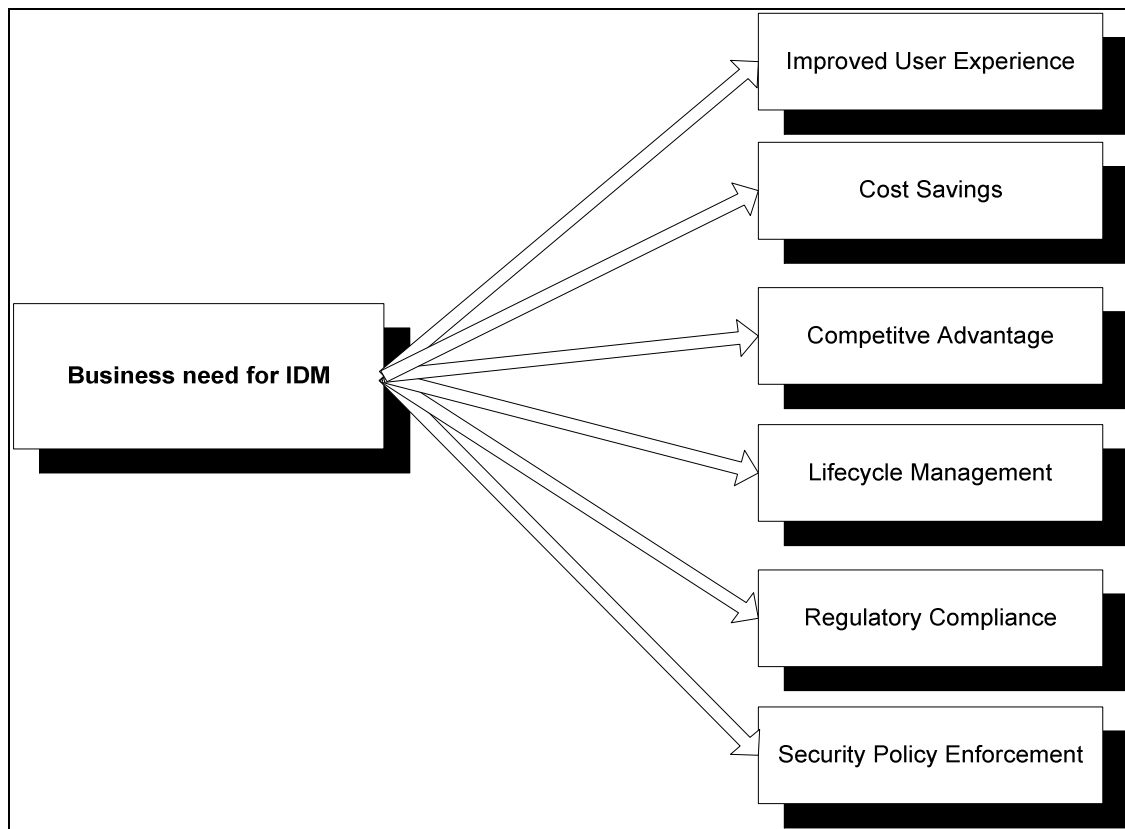 Improved User Experience
Cost Savings
Competitve Advantage
Business need for IDM
Lifecycle Management
Regulatory Compliance
Security Policy Enforcement